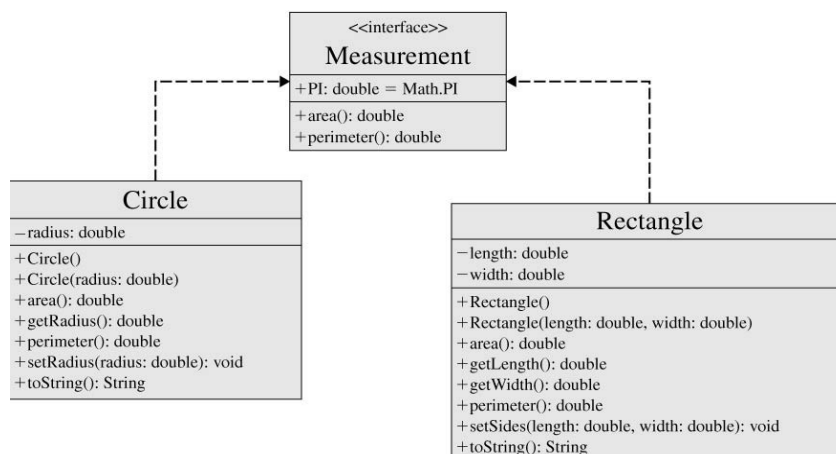 <<interface>>
Measurement
+PI: double = Math.PI
+area(): double
+perimeter(): double
Circle
−radius: double
+Circle()
+Circle(radius: double)
+area(): double
+getRadius(): double
+perimeter(): double
+setRadius(radius: double): void
+toString(): String
Rectangle
−length: double
−width: double
+Rectangle()
+Rectangle(length: double, width: double)
+area(): double
+getLength(): double
+getWidth(): double
+perimeter(): double
+setSides(length: double, width: double): void
+toString(): String